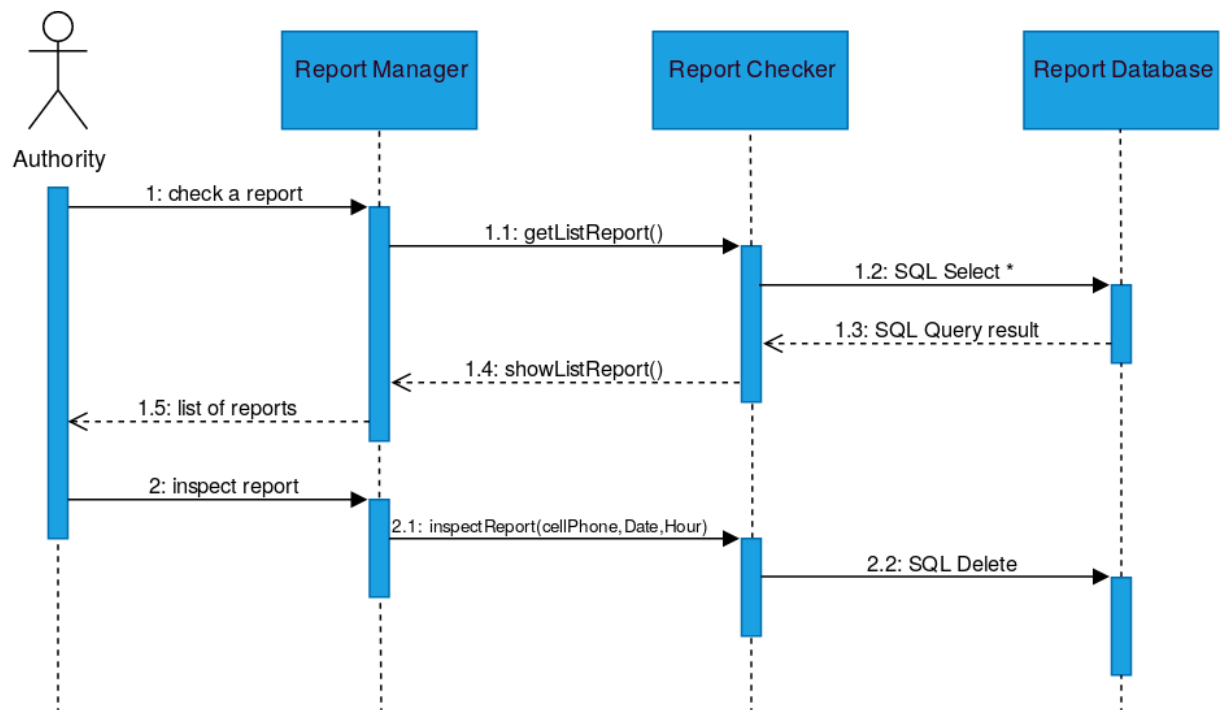 Report Manager
Report Checker
Report Database
Authority
1: check a report
1.1: getListReport()
1.2: SQL Select *
1.3: SQL Query result
1.4: showListReport()
1.5: list of reports
2: inspect report
2.1: inspectReport(cellPhone,Date,Hour)
2.2: SQL Delete